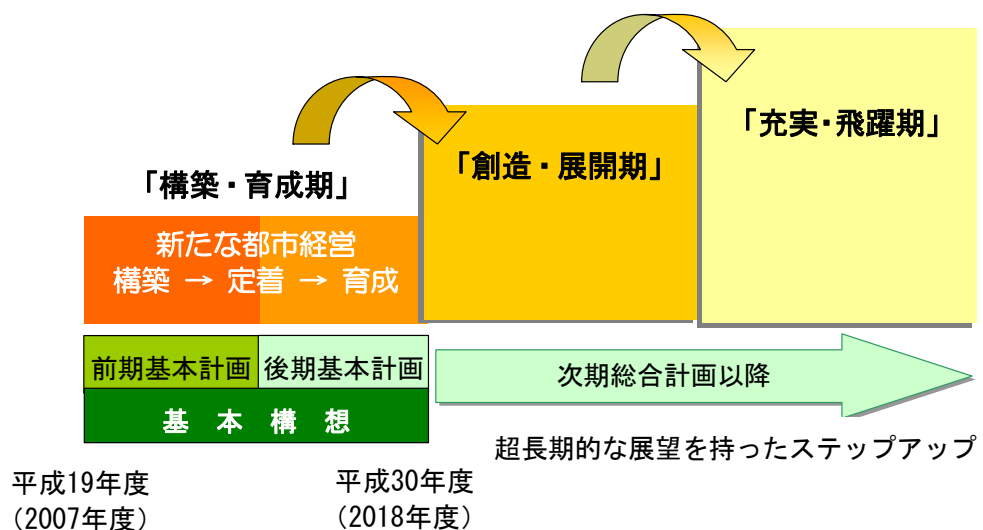 「充実・飛躍期」
「創造・展開期」
「構築・育成期」
新たな都市経営
構築 → 定着 → 育成
前期基本計画
後期基本計画
次期総合計画以降
基本構想
超長期的な展望を持ったステップアップ
平成19年度
（2007年度）
平成30年度
（2018年度）